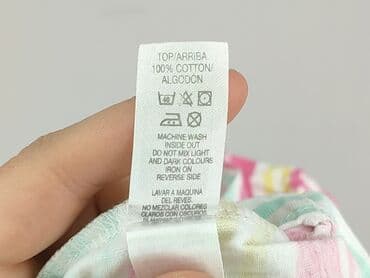 TOP/ARRIBA
100% COTTON/
ALGODON
40
MACHINE WASH
INSIDE OUT
DO NOT MIX LIGHT
AND DARK COLOURS
IRON ON
REVERSE SIDE
LAVAR A MAQUINA
DEL REVES.
NO MEZCLAR COLORES
CLAROS CON OSCUROS